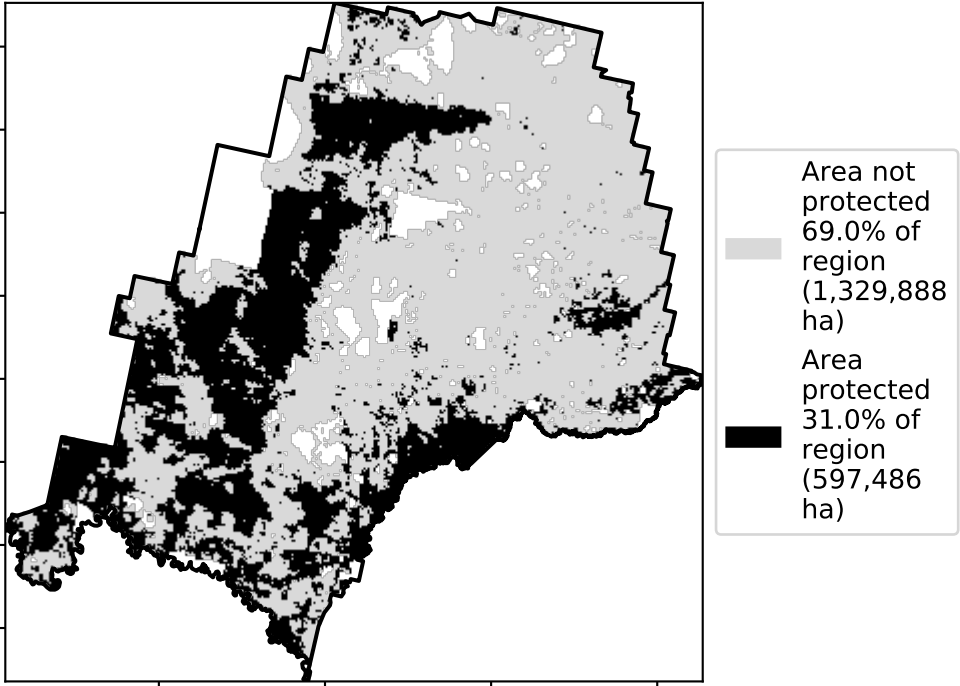 Area not
protected
69.0% of
region
(1,329,888
ha)
Area
protected
31.0% of
region
(597,486
ha)